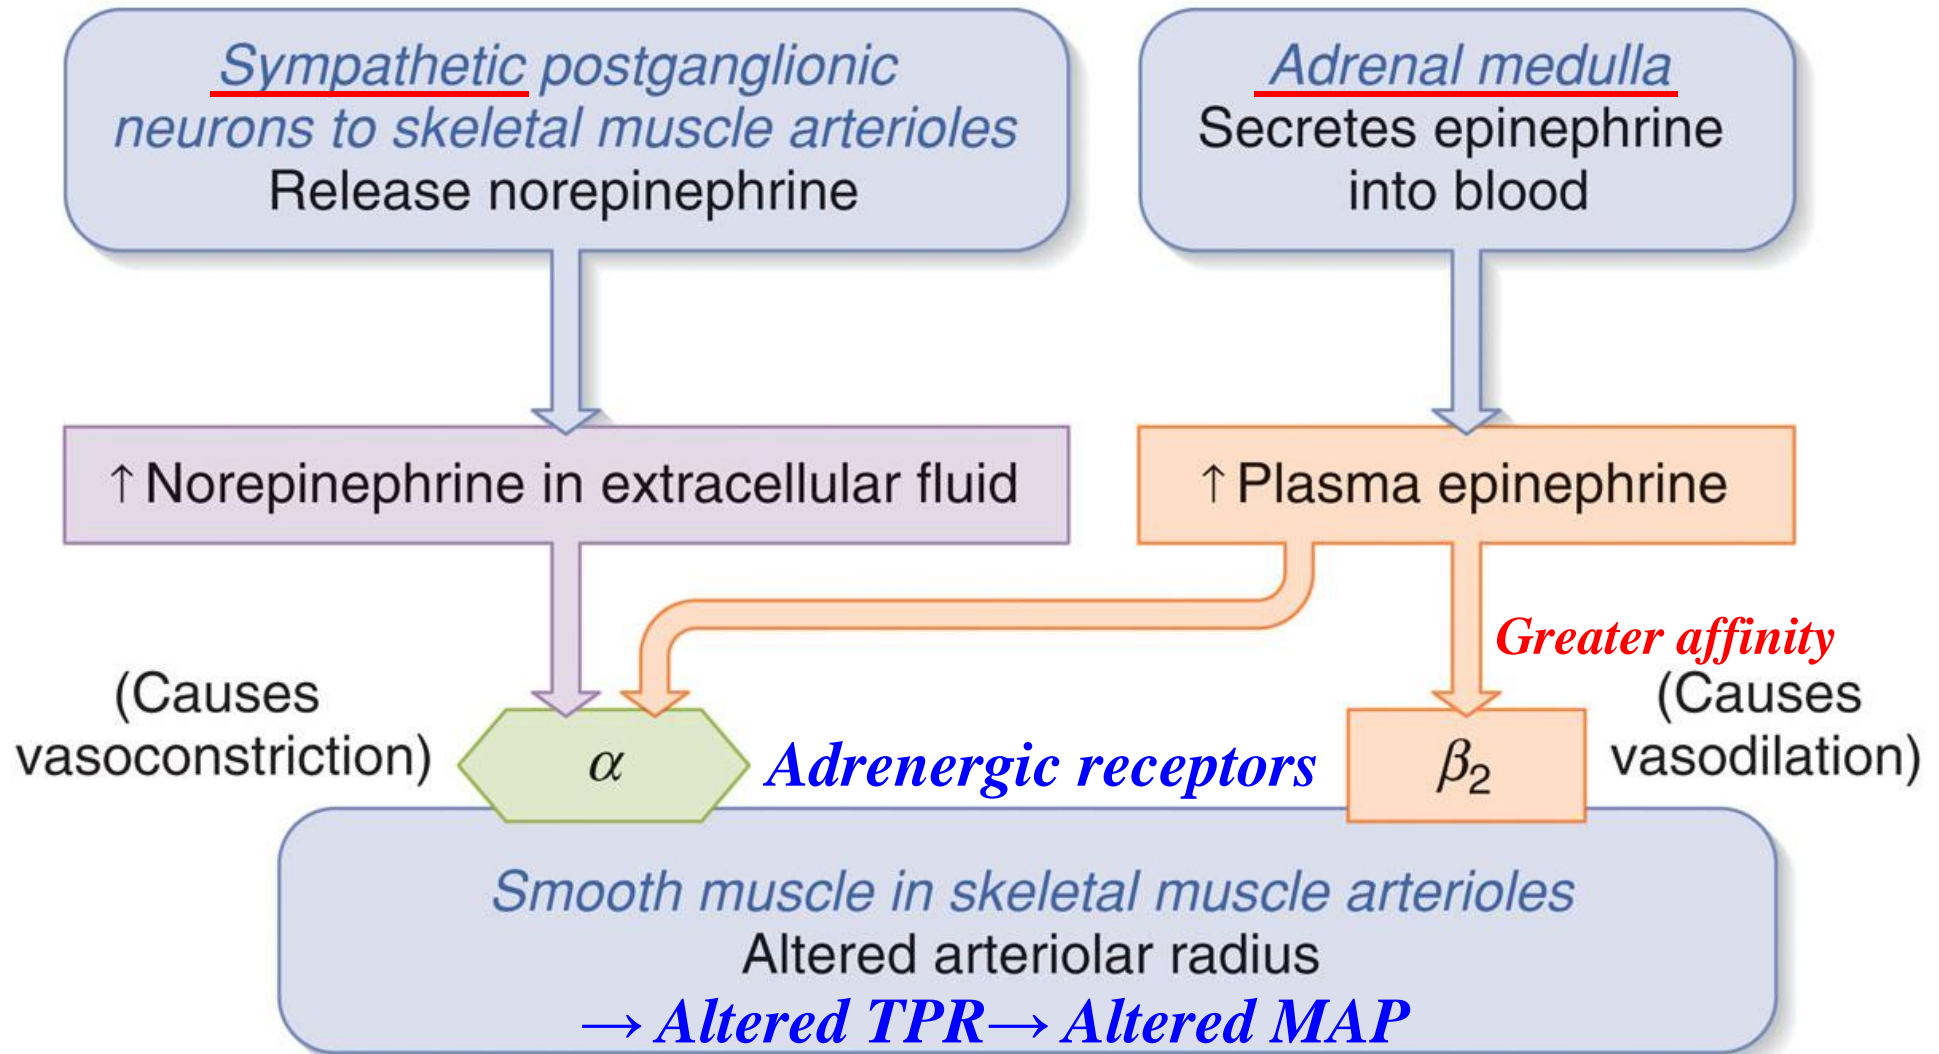 Sympathetic postganglionic
neurons to skeletal muscle arterioles
Release norepinephrine
Adrenal medulla
Secretes epinephrine
into blood
↑ Norepinephrine in extracellular fluid
↑ Plasma epinephrine
Greater affinity
(Causes
vasoconstriction)
α
Adrenergic receptors
β₂
(Causes
vasodilation)
Smooth muscle in skeletal muscle arterioles
Altered arteriolar radius
→ Altered TPR→ Altered MAP